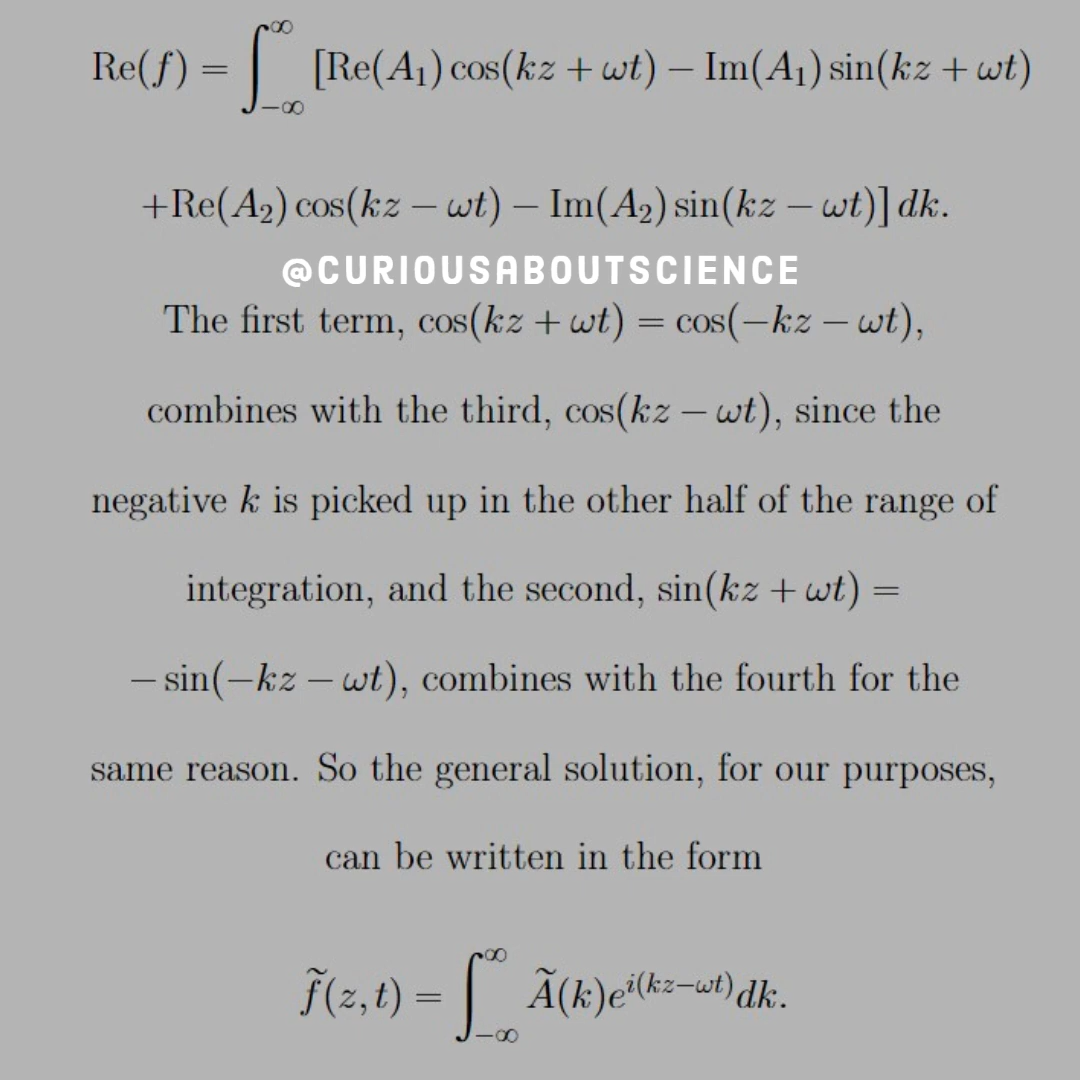 Re(f) = ∫_{−∞}^{∞} [Re(A₁) cos(kz + ωt) − Im(A₁) sin(kz + ωt)
+Re(A₂) cos(kz − ωt) − Im(A₂) sin(kz − ωt)] dk.
@CURIOUSABOUTSCIENCE
The first term, cos(kz + ωt) = cos(−kz − ωt),
combines with the third, cos(kz − ωt), since the
negative k is picked up in the other half of the range of
integration, and the second, sin(kz + ωt) =
− sin(−kz − ωt), combines with the fourth for the
same reason. So the general solution, for our purposes,
can be written in the form
f̃(z, t) = ∫_{−∞}^{∞} Ã(k)e^{i(kz−ωt)}dk.